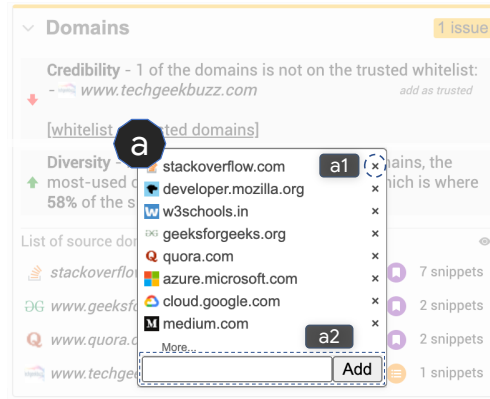 Domains
1 issue
Credibility - 1 of the domains is not on the trusted whitelist:
- www.techgeekbuzz.com
add as trusted
[whitelist ted domains]
a
stackoverflow.com
a1
×
developer.mozilla.org ×
w3schools.in ×
geeksforgeeks.org ×
quora.com ×
azure.microsoft.com ×
cloud.google.com ×
medium.com ×
More...
a2
Add
Diversity - ains, the
most-used hich is where
58% of the s
List of source dor
stackoverflo 7 snippets
www.geeksfo 2 snippets
www.quora.c 2 snippets
www.techgee 1 snippets